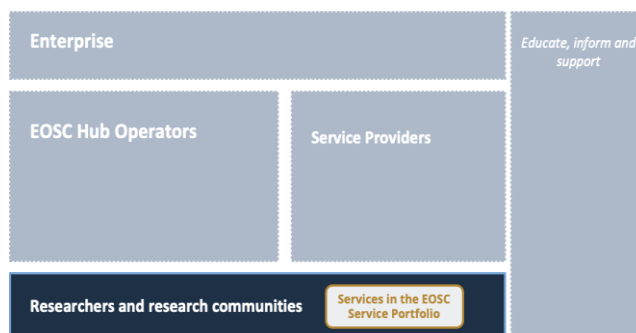 Enterprise
Educate, inform and
support
EOSC Hub Operators
Service Providers
Researchers and research communities
Services in the EOSC
Service Portfolio